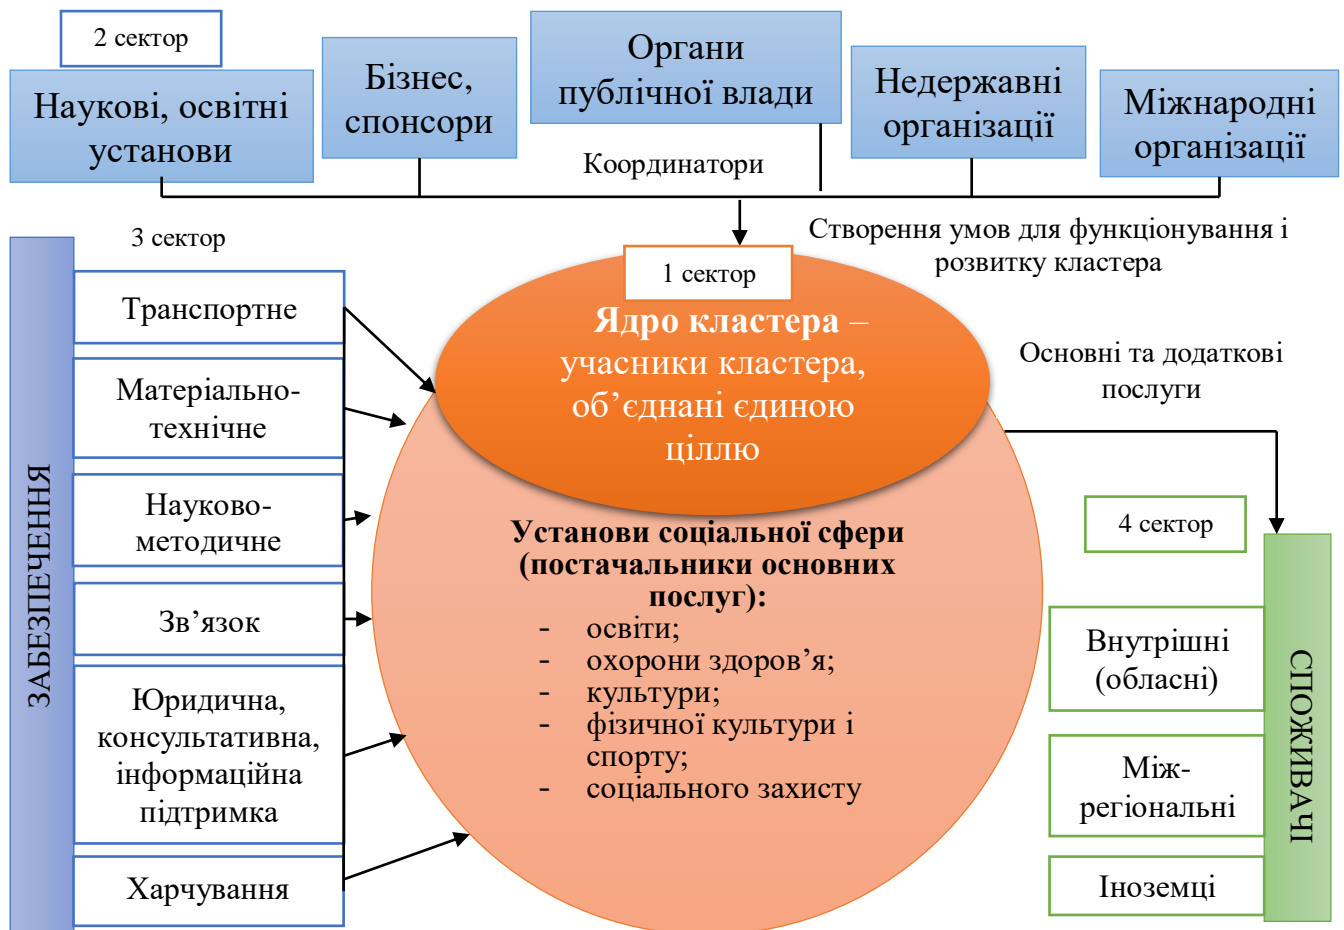 2 сектор
Наукові, освітні
установи
Бізнес,
спонсори
Органи
публічної влади
Недержавні
організації
Міжнародні
організації
Координатори
Створення умов для функціонування і
розвитку кластера
3 сектор
ЗАБЕЗПЕЧЕННЯ
Транспортне
Матеріально-
технічне
Науково-
методичне
Зв’язок
Юридична,
консультативна,
інформаційна
підтримка
Харчування
1 сектор
Ядро кластера –
учасники кластера,
об’єднані єдиною
ціллю
Установи соціальної сфери
(постачальники основних
послуг):
- освіти;
- охорони здоров’я;
- культури;
- фізичної культури і
спорту;
- соціального захисту
Основні та додаткові
послуги
4 сектор
СПОЖИВАЧІ
Внутрішні
(обласні)
Між-
регіональні
Іноземці